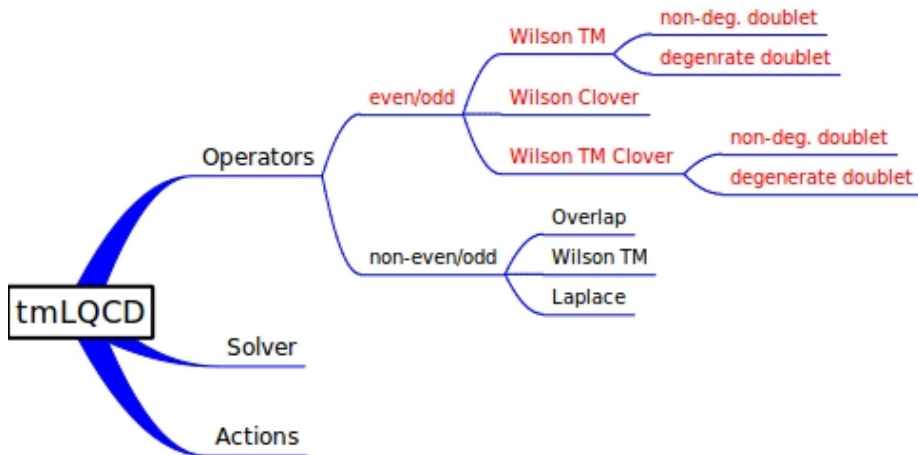 non-deg. doublet
Wilson TM
degenrate doublet
even/odd
Wilson Clover
non-deg. doublet
Wilson TM Clover
degenerate doublet
Operators
Overlap
non-even/odd
Wilson TM
Laplace
tmLQCD
Solver
Actions